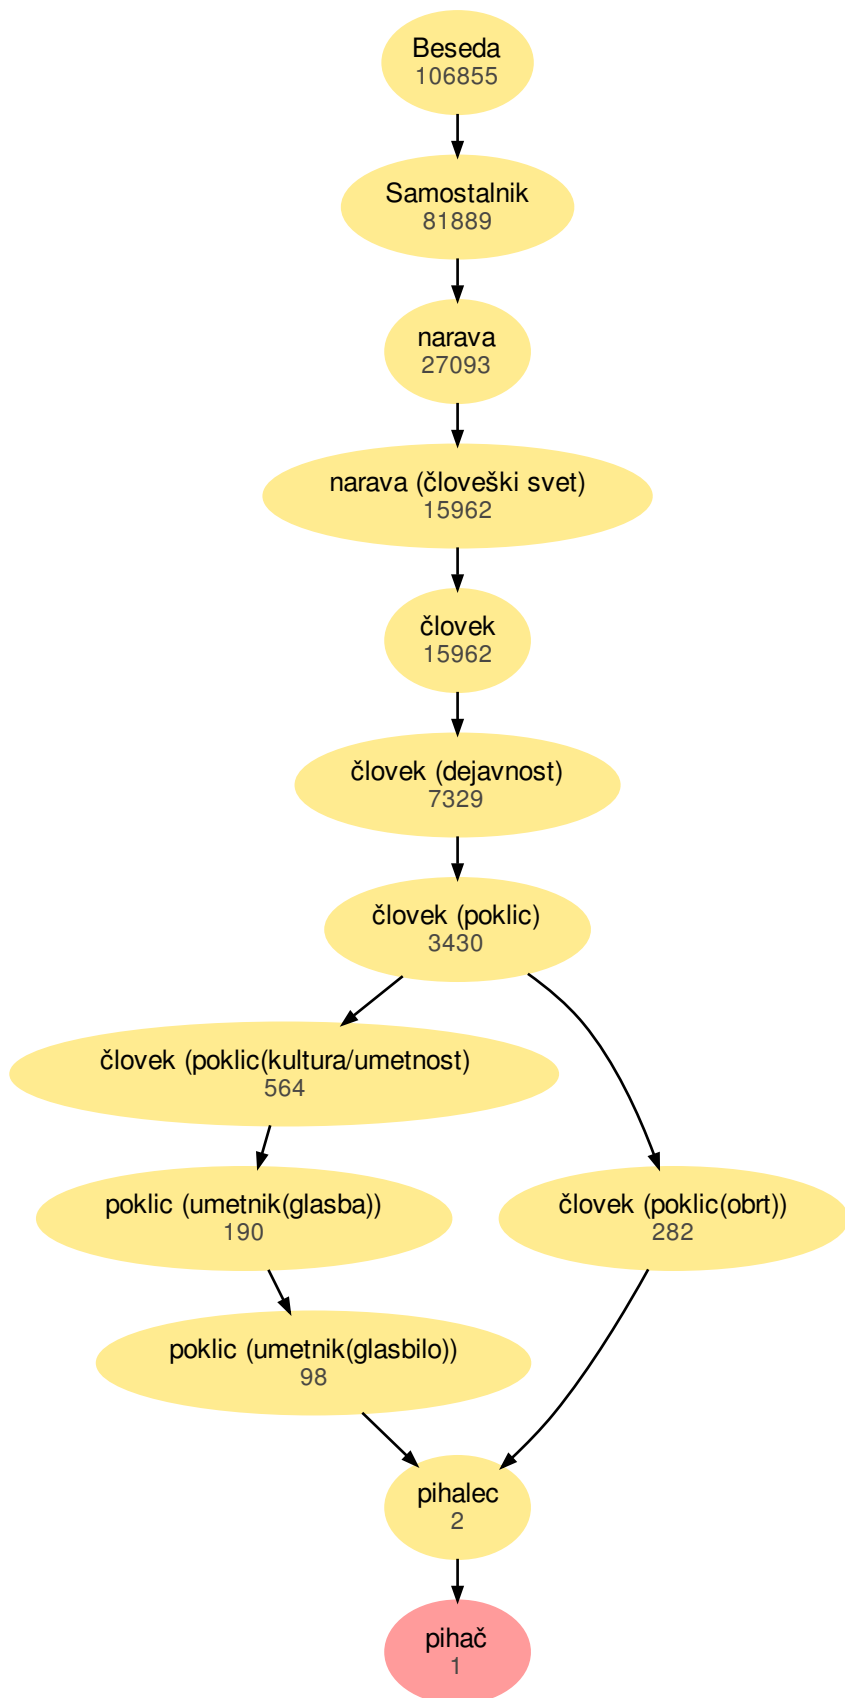 Beseda
106855
Samostalnik
81889
narava
27093
narava (človeški svet)
15962
človek
15962
človek (dejavnost)
7329
človek (poklic)
3430
človek (poklic(kultura/umetnost)
564
poklic (umetnik(glasba))
190
človek (poklic(obrt))
282
poklic (umetnik(glasbilo))
98
pihalec
2
pihač
1